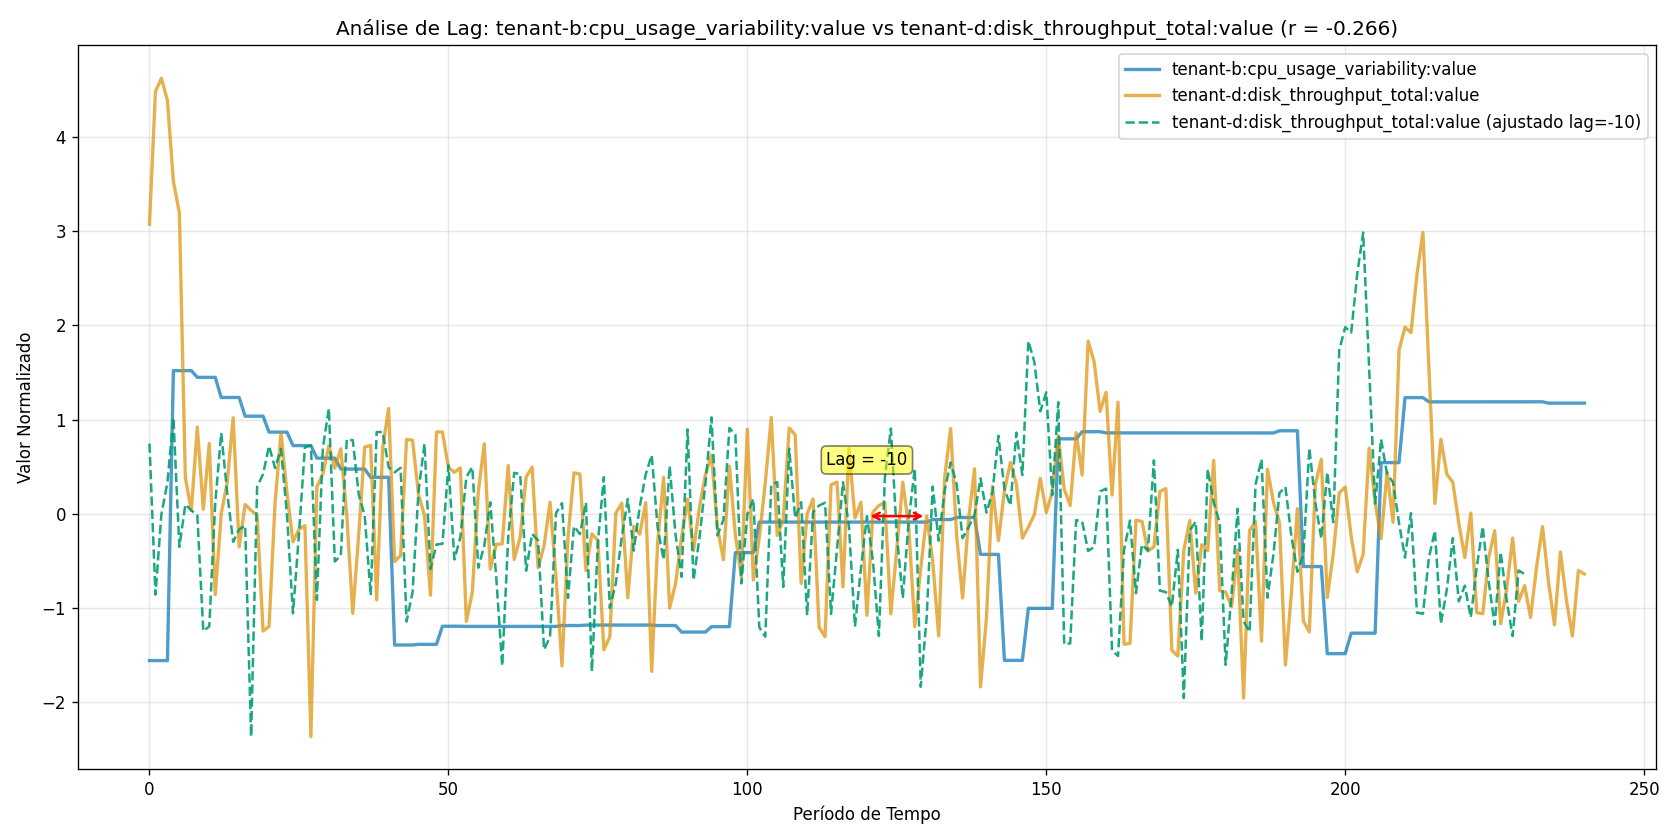 Análise de Lag: tenant-b:cpu_usage_variability:value vs tenant-d:disk_throughput_total:value (r = -0.266)
tenant-b:cpu_usage_variability:value
tenant-d:disk_throughput_total:value
tenant-d:disk_throughput_total:value (ajustado lag=-10)
Valor Normalizado
4
3
2
1
0
−1
−2
Lag = -10
0 50 100 150 200 250
Período de Tempo